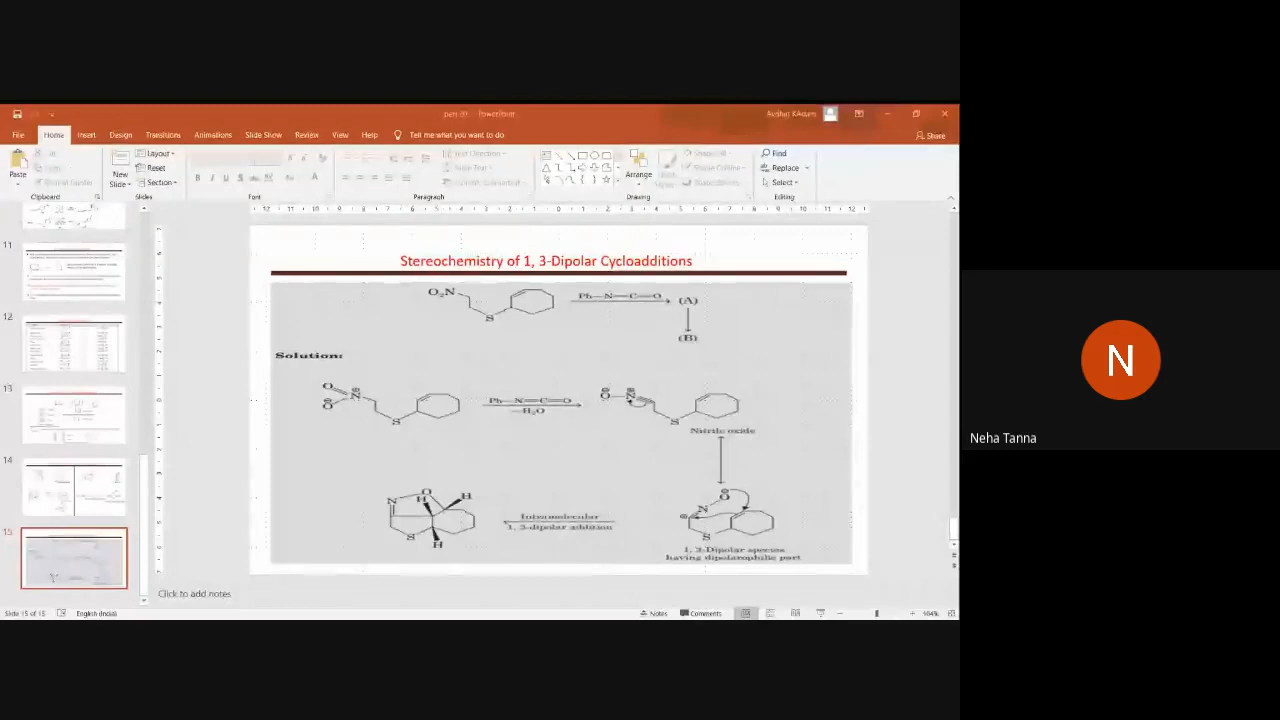 PowerPoint
File Home Insert Design Transitions Animations Slide Show Review View Help Tell me what you want to do Share
Paste
New
Slide
Layout
Reset
Section
Arrange
Find
Replace
Select
Clipboard Slides Font Paragraph Drawing Editing
11
12
13
14
15
Stereochemistry of 1, 3-Dipolar Cycloadditions
O₂N
S
Ph—N=C=O
(A)
(B)
Solution:
O
N
S
Ph—N=C=O
—H₂O
S
Nitrile oxide
N
O
S
1, 3-Dipolar species
having dipolarophilic part
Intramolecular
1, 3-dipolar addition
N
O
H
H
S
H
Click to add notes
Slide 15 of 15 English (India) Notes Comments 104%
N
Neha Tanna